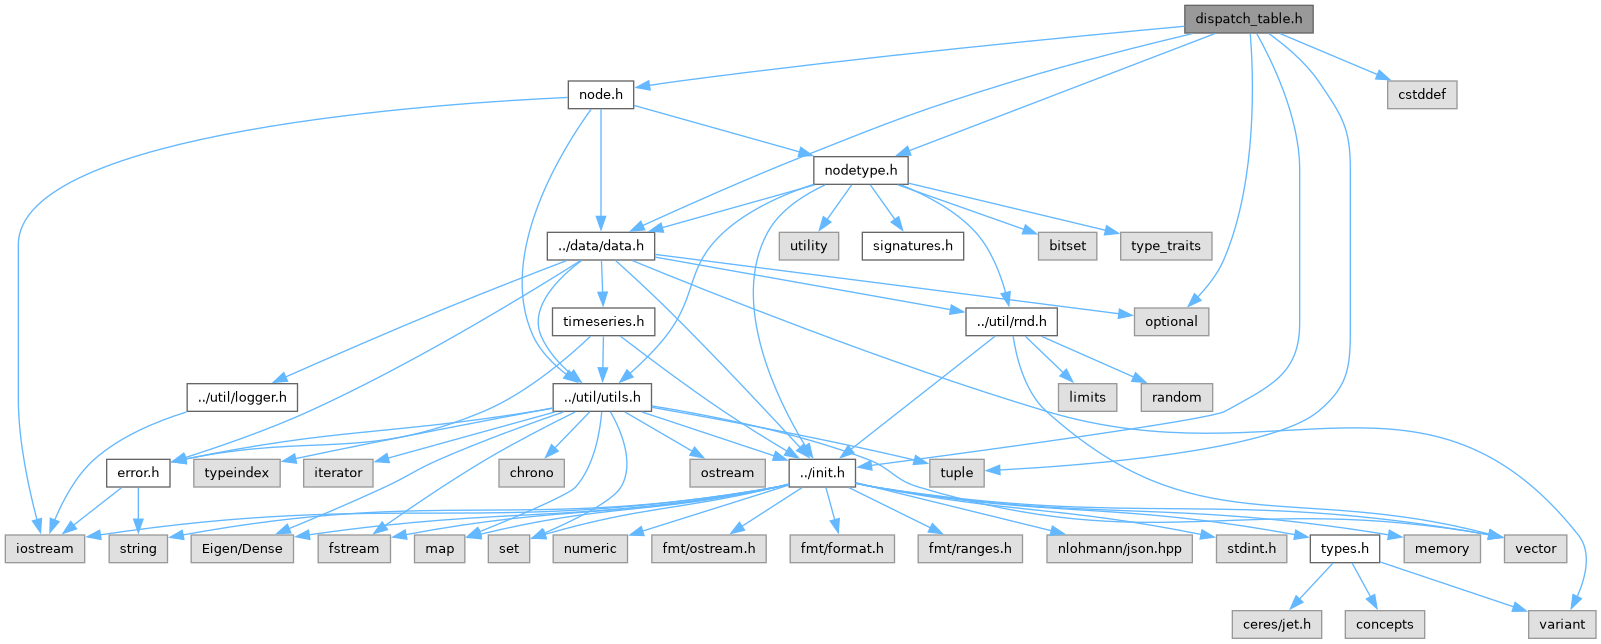 dispatch_table.h
node.h
cstddef
nodetype.h
../data/data.h
utility
signatures.h
bitset
type_traits
timeseries.h
../util/rnd.h
optional
../util/logger.h
../util/utils.h
limits
random
error.h
typeindex
iterator
chrono
ostream
../init.h
tuple
iostream
string
Eigen/Dense
fstream
map
set
numeric
fmt/ostream.h
fmt/format.h
fmt/ranges.h
nlohmann/json.hpp
stdint.h
types.h
memory
vector
ceres/jet.h
concepts
variant